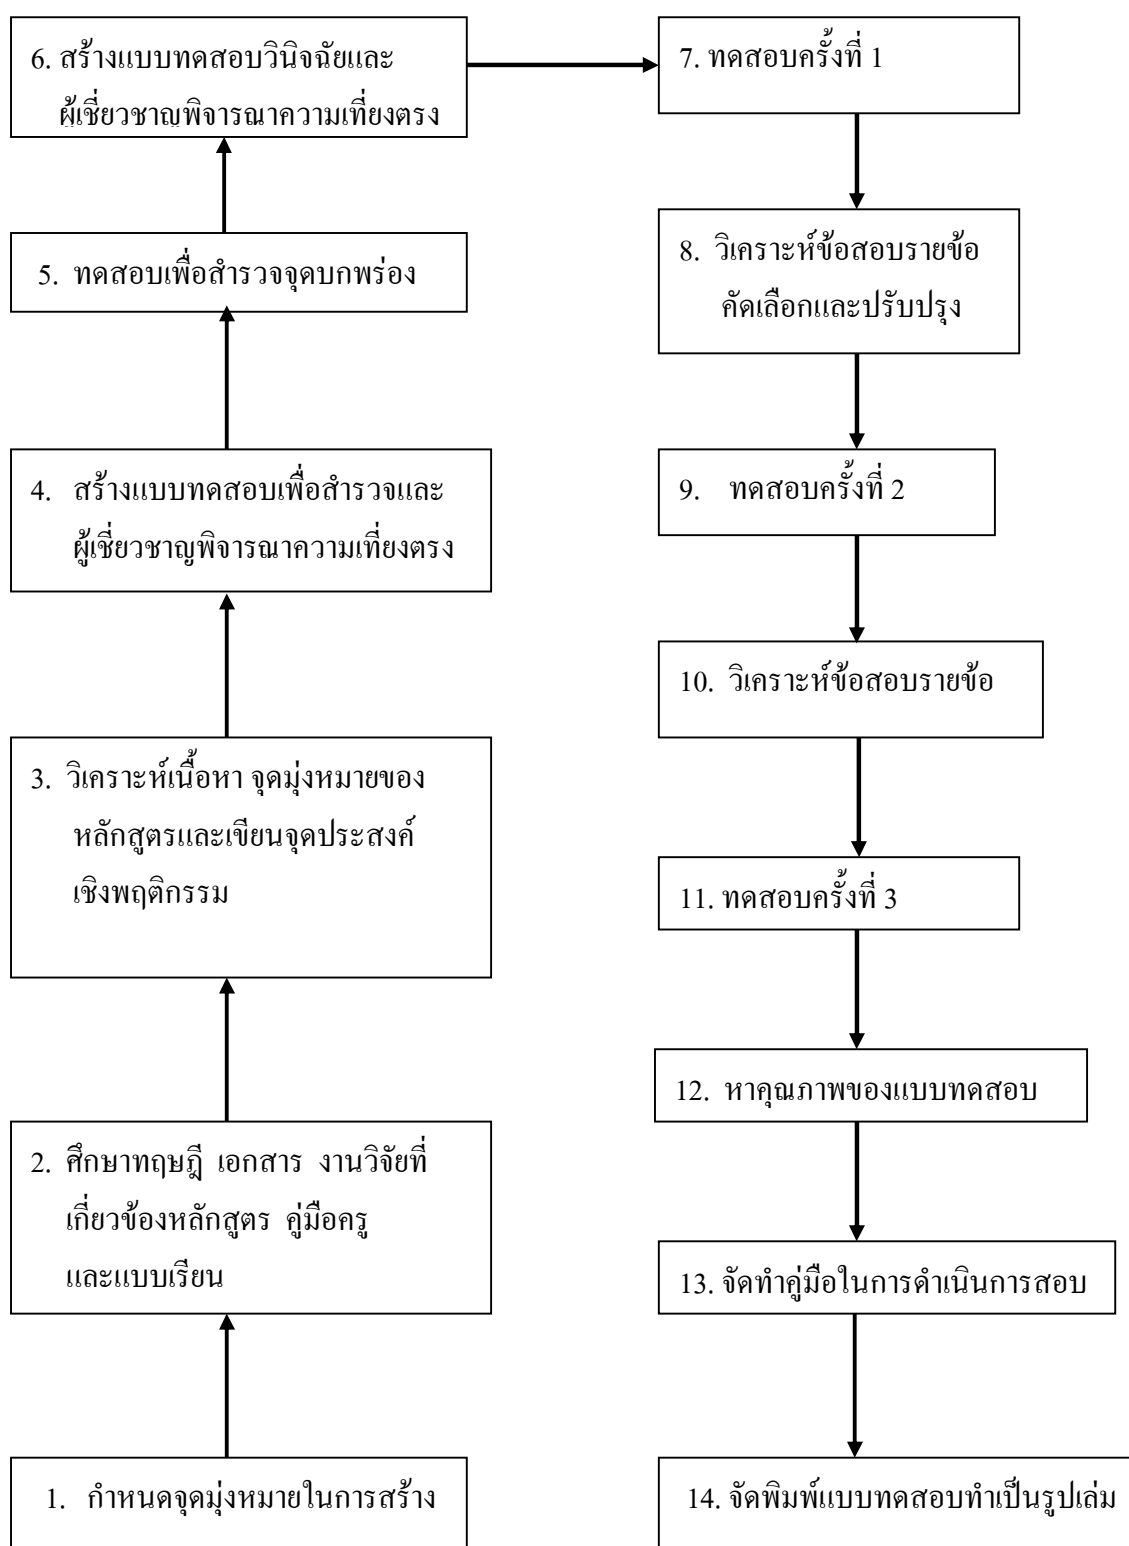 6. สร้างแบบทดสอบวินิจฉัยและ
ผู้เชี่ยวชาญพิจารณาความเที่ยงตรง
7. ทดสอบครั้งที่ 1
5. ทดสอบเพื่อสำรวจจุดบกพร่อง
8. วิเคราะห์ข้อสอบรายข้อ
คัดเลือกและปรับปรุง
4. สร้างแบบทดสอบเพื่อสำรวจและ
ผู้เชี่ยวชาญพิจารณาความเที่ยงตรง
9. ทดสอบครั้งที่ 2
10. วิเคราะห์ข้อสอบรายข้อ
3. วิเคราะห์เนื้อหา จุดมุ่งหมายของ
หลักสูตรและเขียนจุดประสงค์
เชิงพฤติกรรม
11. ทดสอบครั้งที่ 3
12. หาคุณภาพของแบบทดสอบ
2. ศึกษาทฤษฎี เอกสาร งานวิจัยที่
เกี่ยวข้องหลักสูตร คู่มือครู
และแบบเรียน
13. จัดทำคู่มือในการดำเนินการสอบ
1. กำหนดจุดมุ่งหมายในการสร้าง
14. จัดพิมพ์แบบทดสอบทำเป็นรูปเล่ม